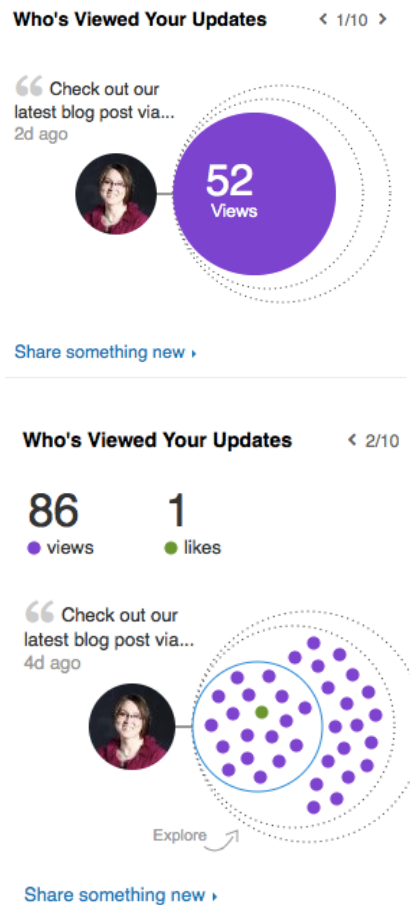 Who's Viewed Your Updates < 1/10 >
“ Check out our
latest blog post via...
2d ago
52
Views
Share something new ▸
Who's Viewed Your Updates < 2/10
86 1
views likes
“ Check out our
latest blog post via...
4d ago
Explore
Share something new ▸